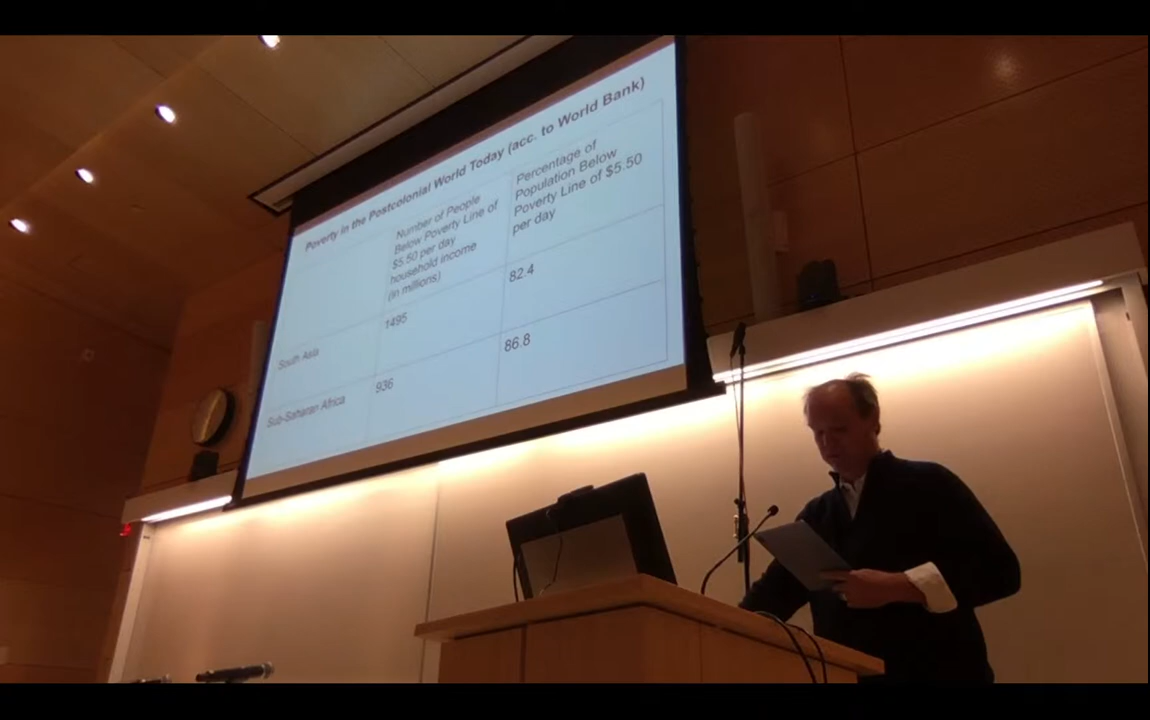 Poverty in the Postcolonial World Today (acc. to World Bank)
Number of People
Below Poverty Line of
$5.50 per day
household income
(in millions)
Percentage of
Population Below
Poverty Line of $5.50
per day
South Asia
1495
82.4
Sub-Saharan Africa
936
86.8